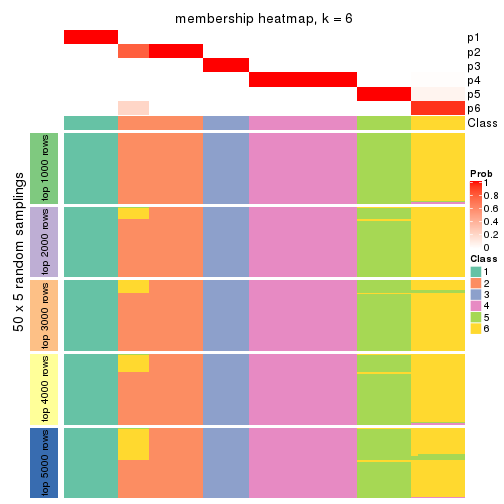 membership heatmap, k = 6
p1
p2
p3
p4
p5
p6
Class
50 x 5 random samplings
top 1000 rows
top 2000 rows
top 3000 rows
top 4000 rows
top 5000 rows
Prob
1
0.8
0.6
0.4
0.2
0
Class
1
2
3
4
5
6